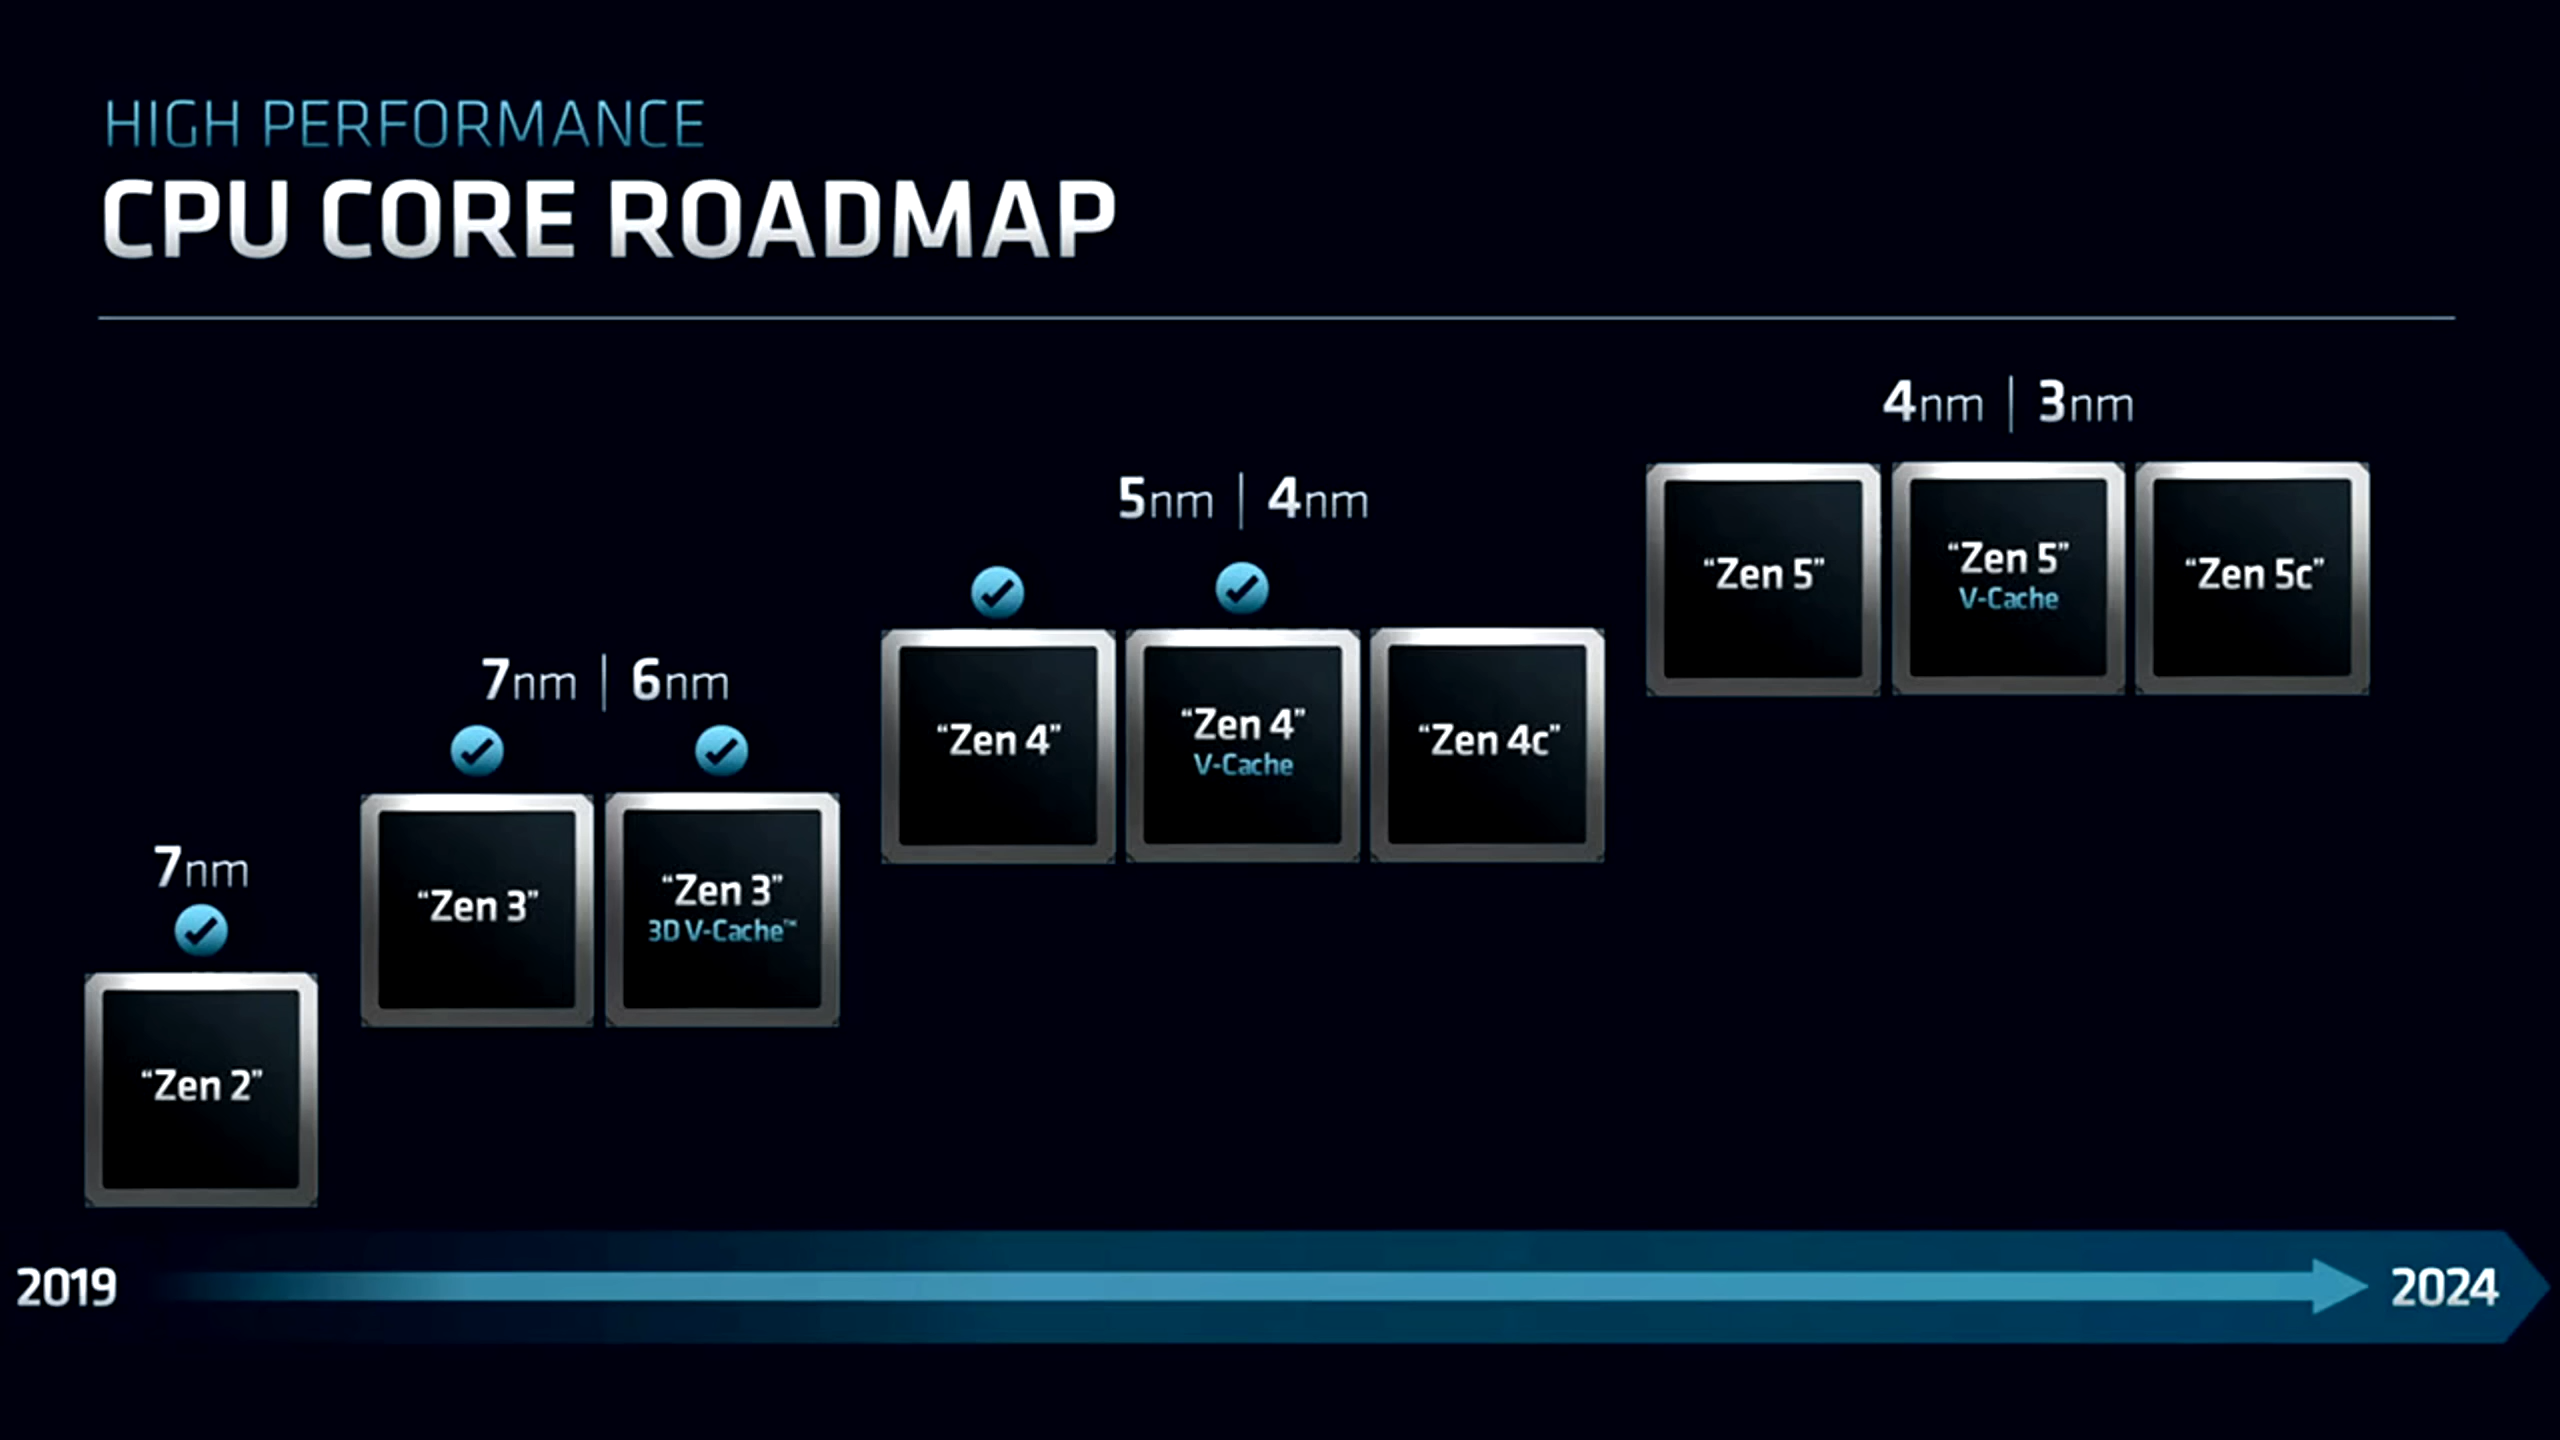 HIGH PERFORMANCE
CPU CORE ROADMAP
4nm | 3nm
"Zen 5"
"Zen 5"
V-Cache
"Zen 5c"
5nm | 4nm
"Zen 4"
"Zen 4"
V-Cache
"Zen 4c"
7nm | 6nm
"Zen 3"
"Zen 3"
3D V-Cache™
7nm
"Zen 2"
2019
2024